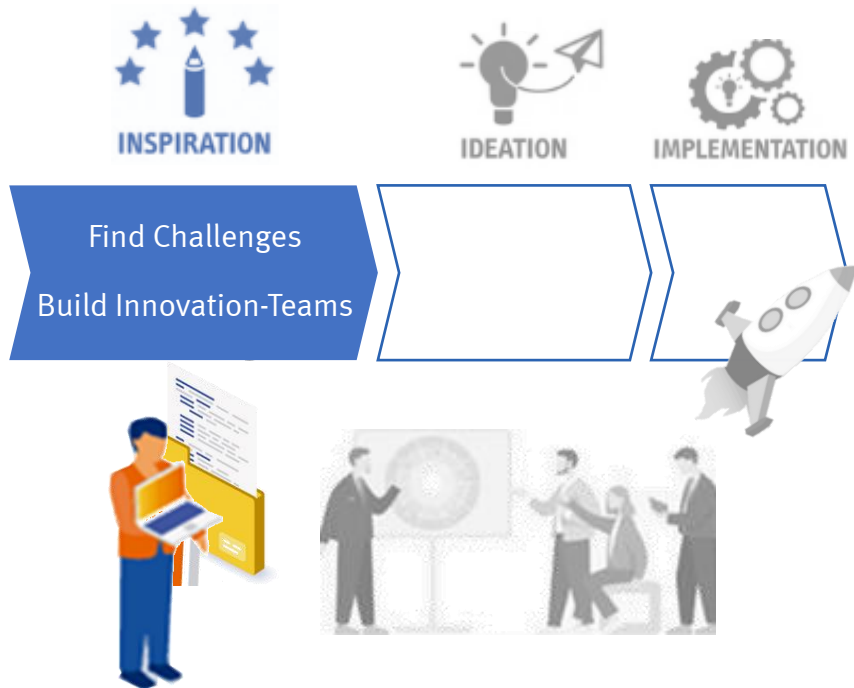 INSPIRATION
IDEATION
IMPLEMENTATION
Find Challenges
Build Innovation-Teams